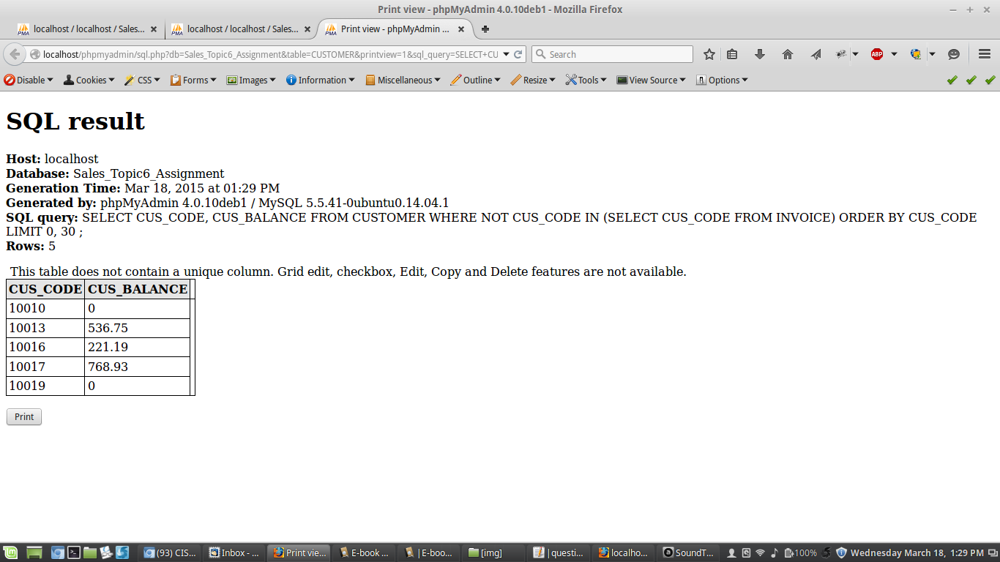 Print view - phpMyAdmin 4.0.10deb1 - Mozilla Firefox
localhost / localhost / Sales...
localhost / localhost / Sales...
Print view - phpMyAdmin ...
localhost/phpmyadmin/sql.php?db=Sales_Topic6_Assignment&table=CUSTOMER&printview=1&sql_query=SELECT+CU
Search
ABP
Disable Cookies CSS Forms Images Information Miscellaneous Outline Resize Tools View Source Options
SQL result
Host: localhost
Database: Sales_Topic6_Assignment
Generation Time: Mar 18, 2015 at 01:29 PM
Generated by: phpMyAdmin 4.0.10deb1 / MySQL 5.5.41-0ubuntu0.14.04.1
SQL query: SELECT CUS_CODE, CUS_BALANCE FROM CUSTOMER WHERE NOT CUS_CODE IN (SELECT CUS_CODE FROM INVOICE) ORDER BY CUS_CODE
LIMIT 0, 30 ;
Rows: 5
This table does not contain a unique column. Grid edit, checkbox, Edit, Copy and Delete features are not available.
CUS_CODE CUS_BALANCE
10010 0
10013 536.75
10016 221.19
10017 768.93
10019 0
Print
(93) CIS... Inbox - ... Print vie... E-book ... | E-boo... [img] | questi... localho... SoundT... 100% Wednesday March 18, 1:29 PM